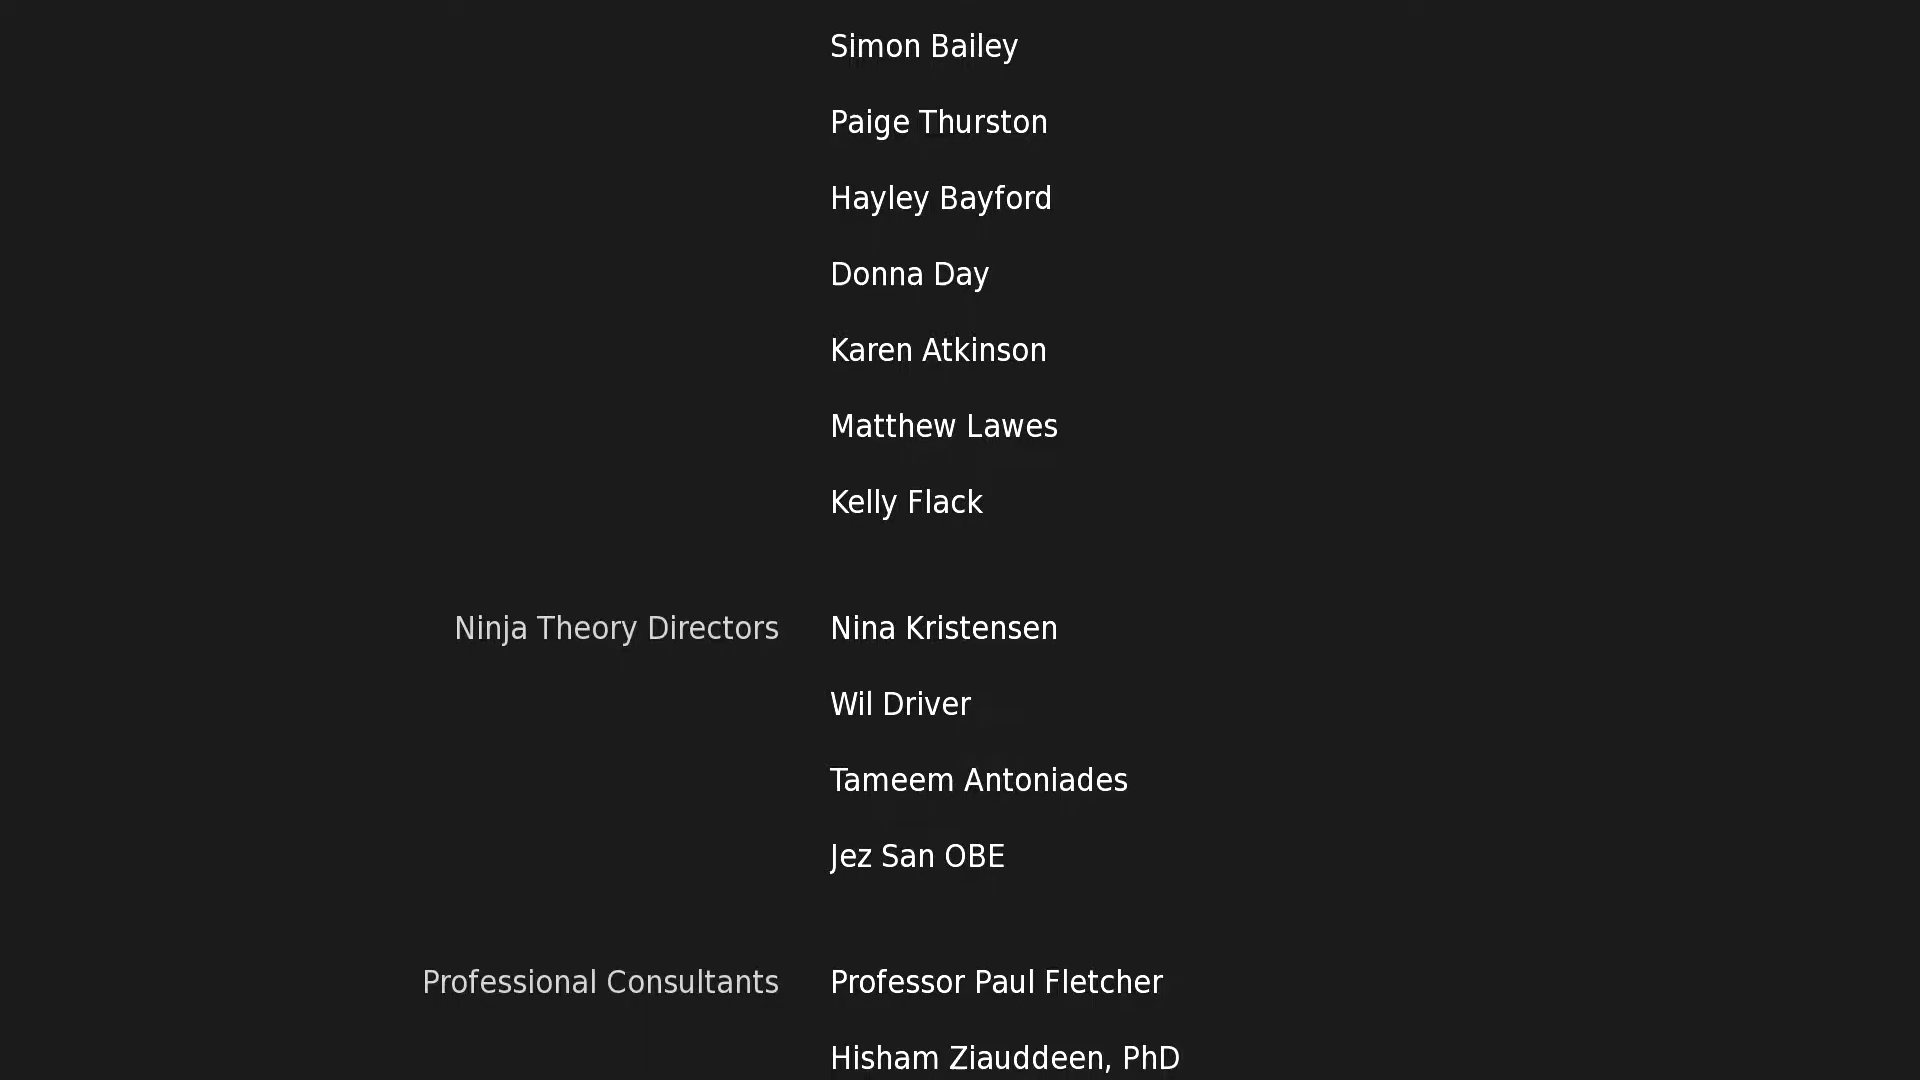 Simon Bailey
Paige Thurston
Hayley Bayford
Donna Day
Karen Atkinson
Matthew Lawes
Kelly Flack
Ninja Theory Directors Nina Kristensen
Wil Driver
Tameem Antoniades
Jez San OBE
Professional Consultants Professor Paul Fletcher
Hisham Ziauddeen, PhD